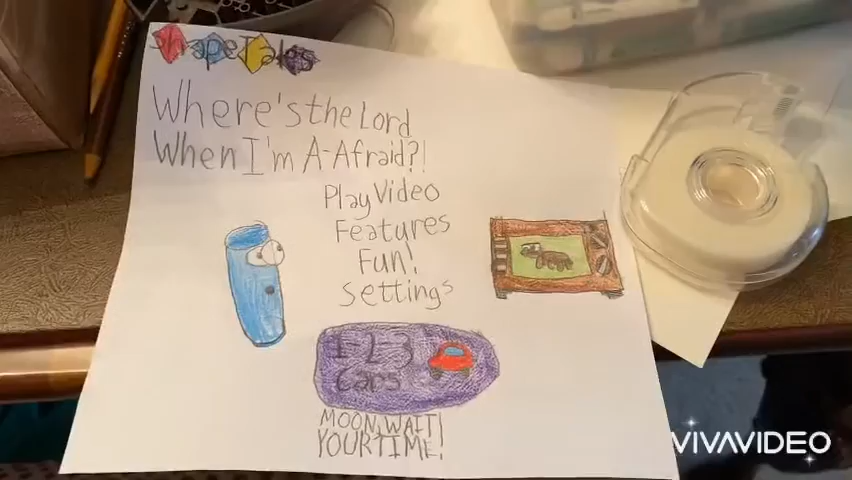 ShapeTales
Where's the Lord
When I'm A-Afraid?!
Play Video
Features
Fun!
Settings
1-2-3
Cars
MOON, WAIT
YOUR TIME!
VIVAVIDEO